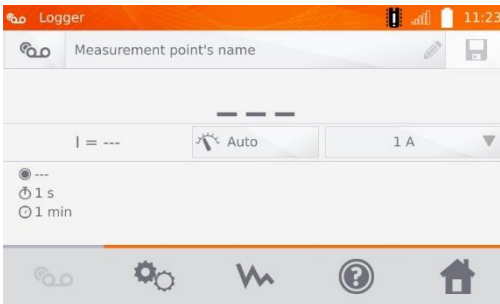 Logger 11:23
Measurement point's name
---
I = --- Auto 1 A
---
1 s
1 min
?